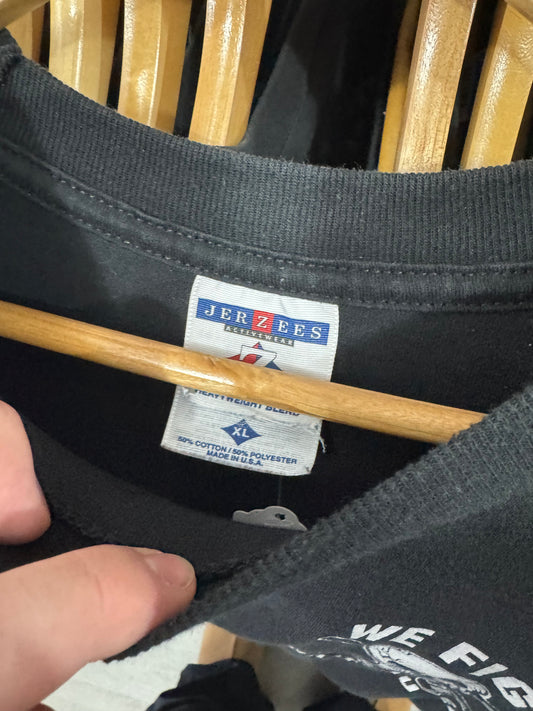 JERZEES
ACTIVEWEAR
HEAVYWEIGHT BLEND
XL
50% COTTON / 50% POLYESTER
MADE IN U.S.A.
WE FIG